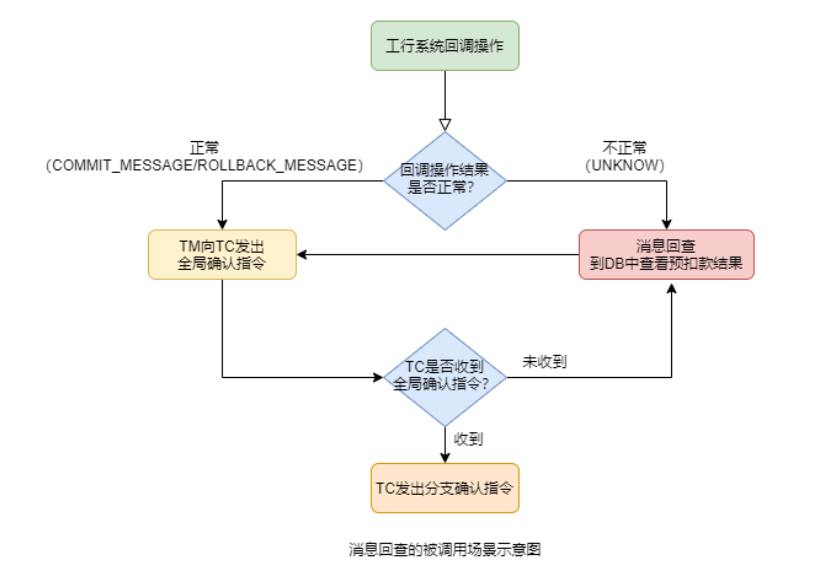 工行系统回调操作
正常
（COMMIT_MESSAGE/ROLLBACK_MESSAGE）
不正常
（UNKNOW）
回调操作结果
是否正常？
TM向TC发出
全局确认指令
消息回查
到DB中查看预扣款结果
TC是否收到
全局确认指令？
未收到
收到
TC发出分支确认指令
消息回查的被调用场景示意图